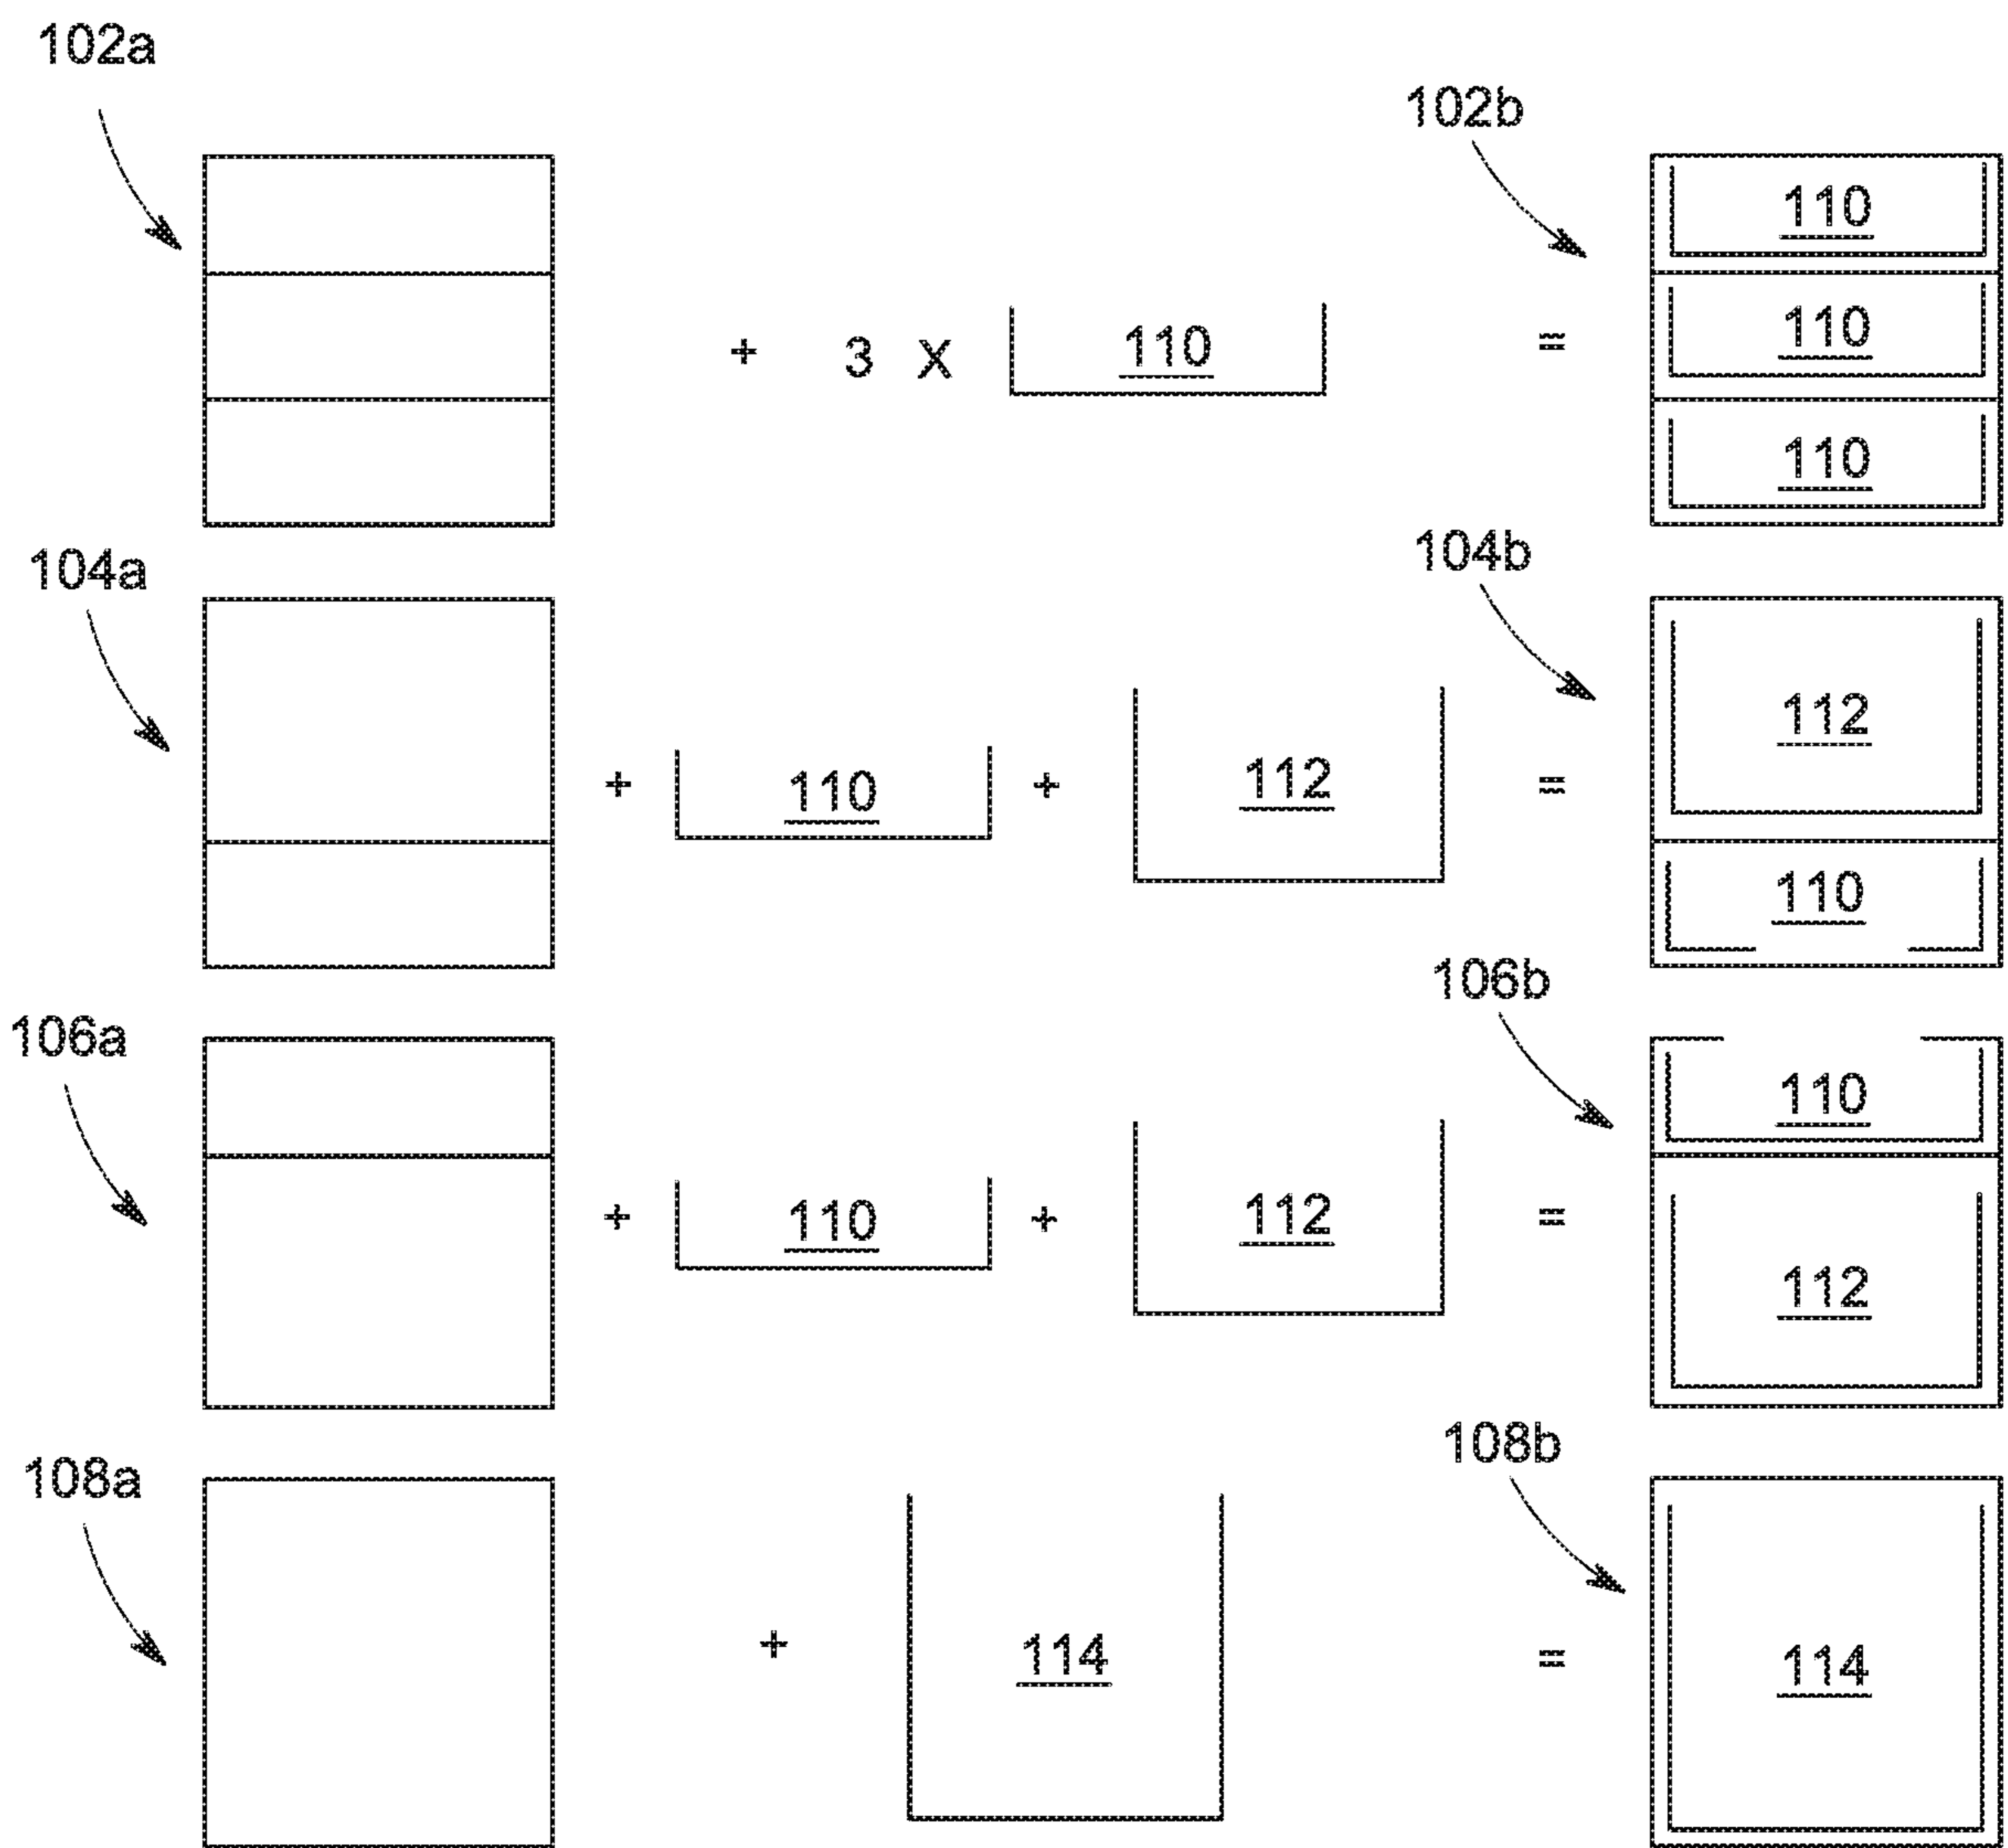 102a
102b
110
+ 3 X 110 =
110
110
104a
104b
112
+ 110 + 112 =
110
106a
106b
110
+ 110 + 112 =
112
108a
108b
+ 114 = 114